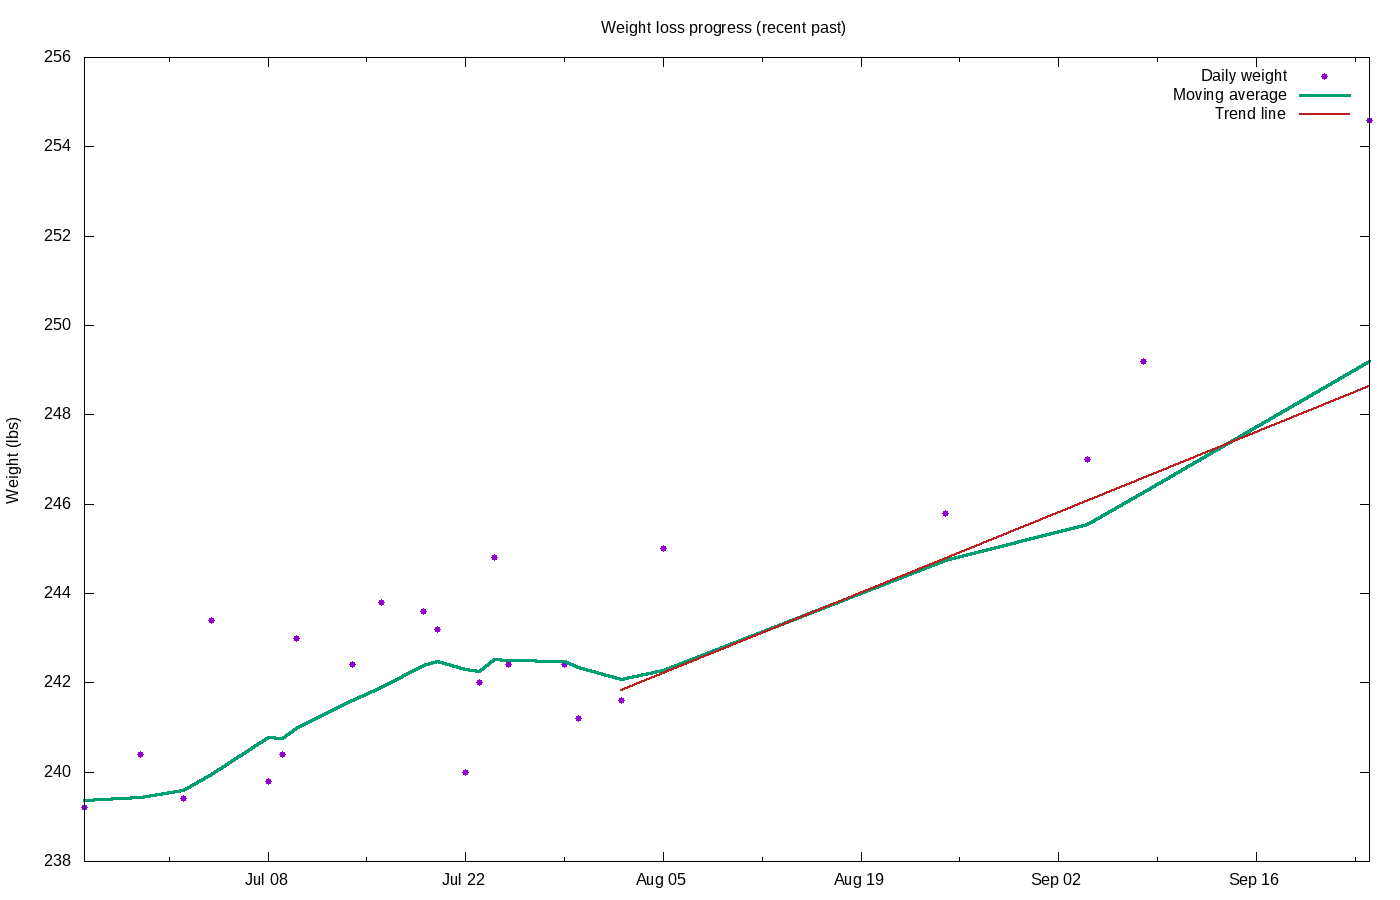 Weight loss progress (recent past)
256
254
252
250
248
246
244
242
240
238
Weight (lbs)
Daily weight
Moving average
Trend line
Jul 08
Jul 22
Aug 05
Aug 19
Sep 02
Sep 16